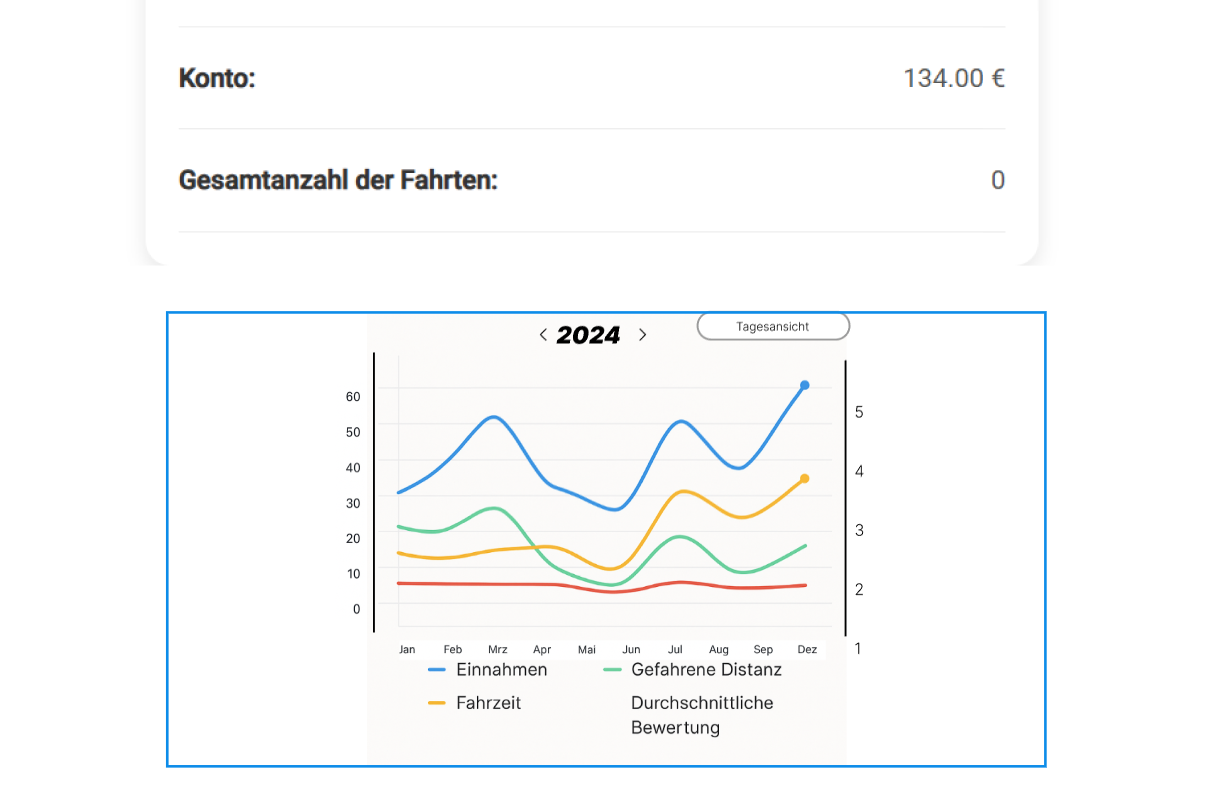 Konto: 134.00 €
Gesamtanzahl der Fahrten: 0
< 2024 >
Tagesansicht
60
50
40
30
20
10
0
5
4
3
2
1
Jan Feb Mrz Apr Mai Jun Jul Aug Sep Dez
Einnahmen Gefahrene Distanz
Fahrzeit Durchschnittliche
Bewertung